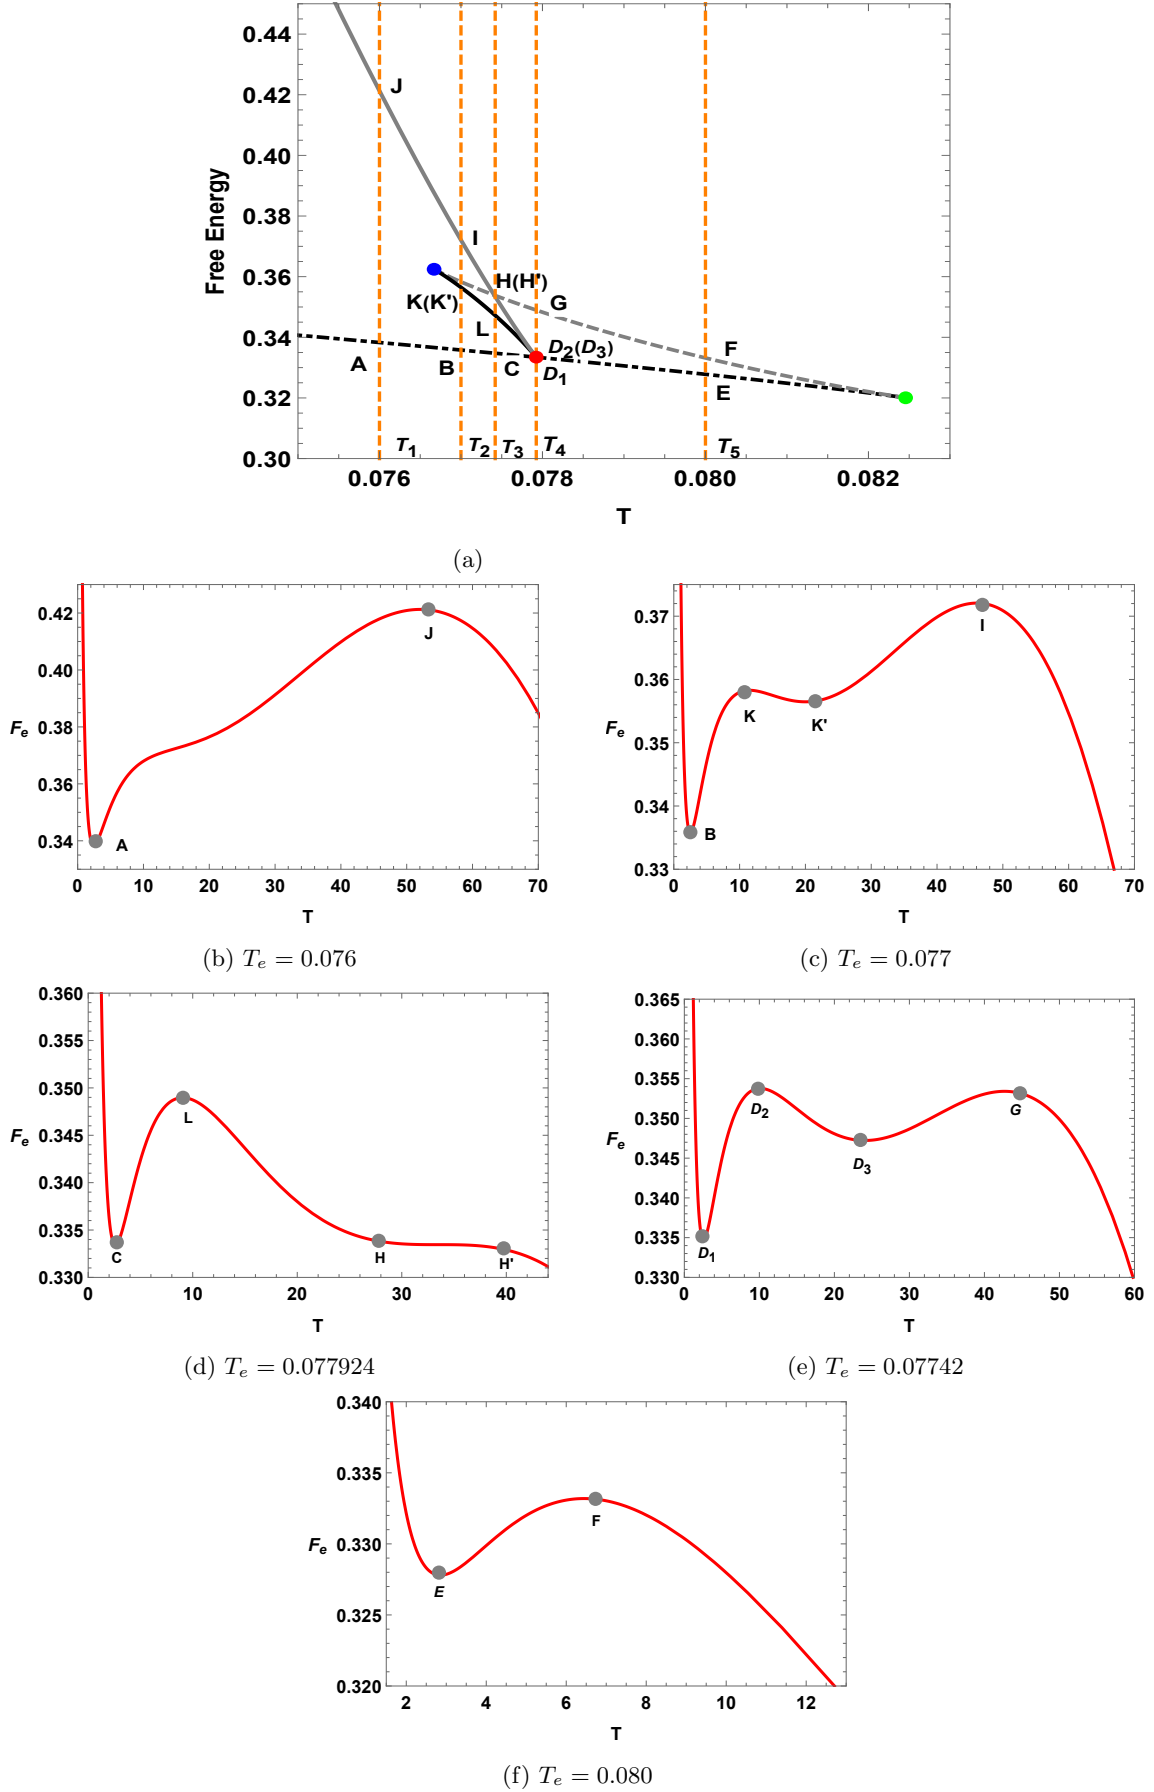 0.44
0.42
0.40
0.38
0.36
0.34
0.32
0.30
Free Energy
J
I
H(H')
K(K')
G
L
D2(D3)
F
A
B
C
D1
E
T1
T2
T3
T4
T5
0.076
0.078
0.080
0.082
T
(a)
0.42
0.40
0.38
0.36
0.34
Fe
J
A
0 10 20 30 40 50 60 70
T
(b) Te = 0.076
0.37
0.36
0.35
0.34
0.33
Fe
I
K
K'
B
0 10 20 30 40 50 60 70
T
(c) Te = 0.077
0.360
0.355
0.350
0.345
0.340
0.335
0.330
Fe
L
C
H
H'
0 10 20 30 40
T
(d) Te = 0.077924
0.365
0.360
0.355
0.350
0.345
0.340
0.335
0.330
Fe
D2
G
D3
D1
0 10 20 30 40 50 60
T
(e) Te = 0.07742
0.340
0.335
0.330
0.325
0.320
Fe
F
E
2 4 6 8 10 12
T
(f) Te = 0.080